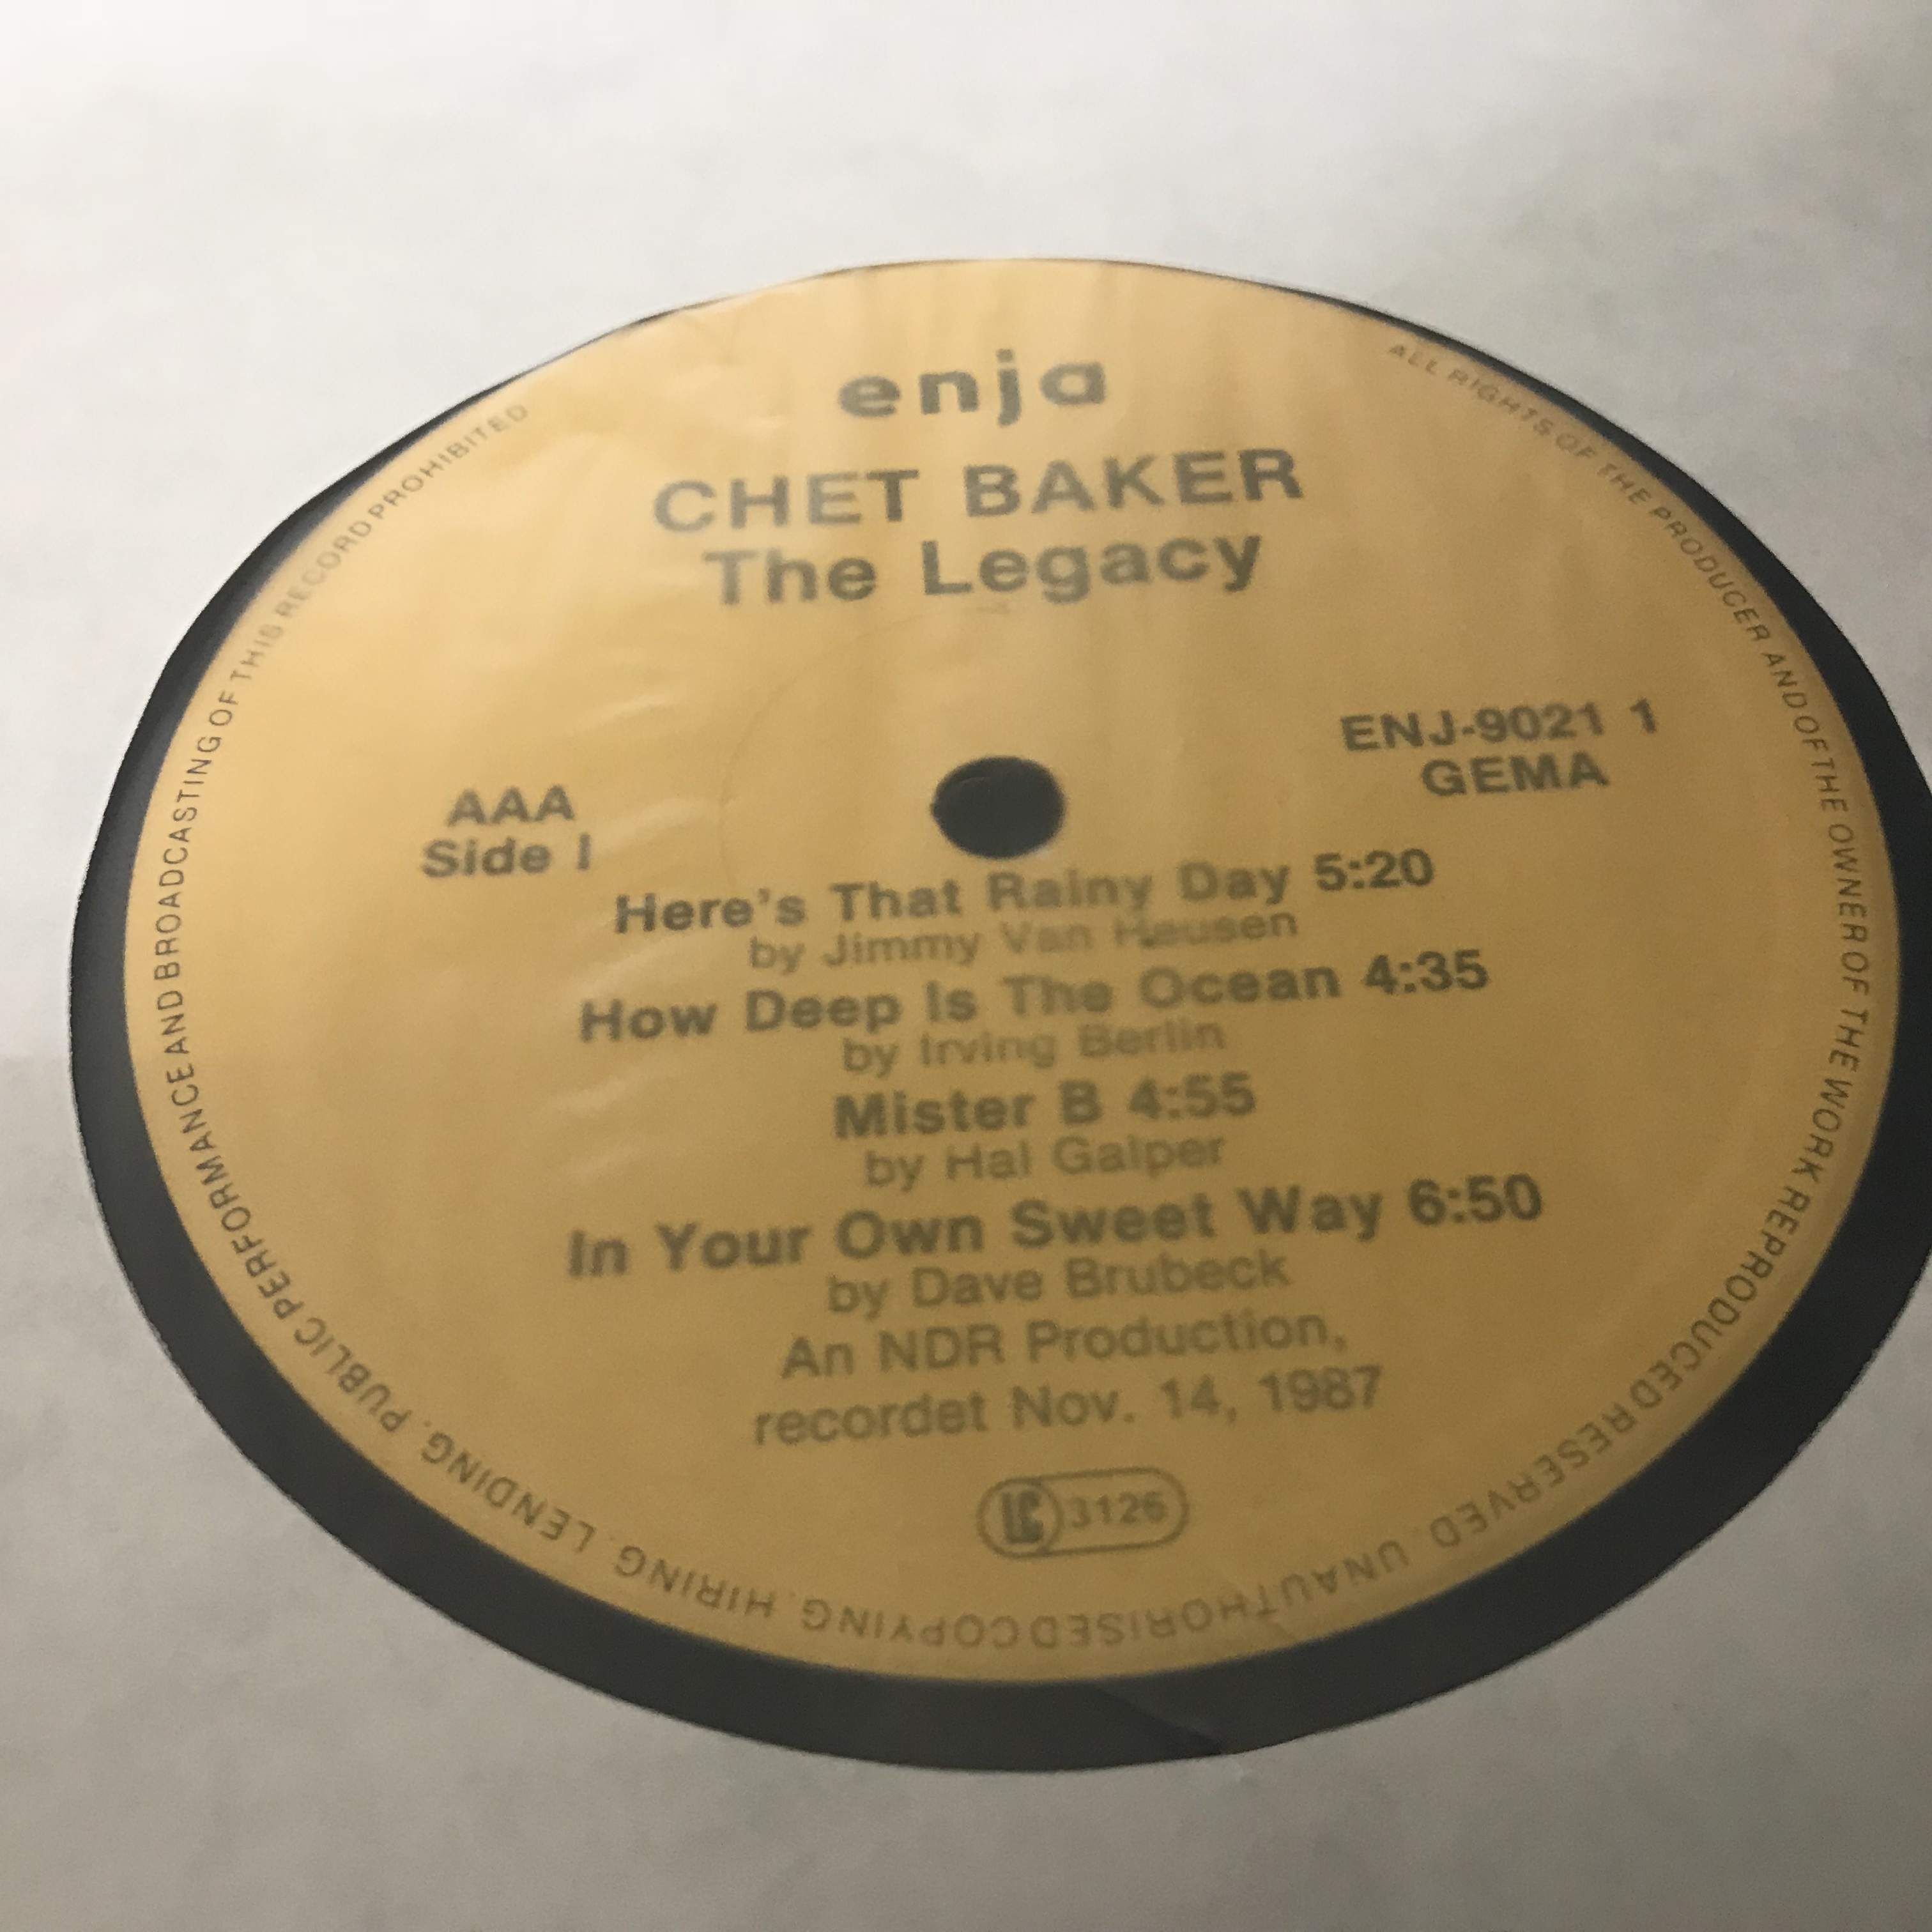 enja
CHET BAKER
The Legacy
ENJ-9021 1
GEMA
AAA
Side I
Here's That Rainy Day 5:20
by Jimmy Van Heusen
How Deep Is The Ocean 4:35
by Irving Berlin
Mister B 4:55
by Hal Galper
In Your Own Sweet Way 6:50
by Dave Brubeck
An NDR Production,
recordet Nov. 14, 1987
LC 3126
ALL RIGHTS OF THE PRODUCER AND OF THE OWNER OF THE WORK REPRODUCED RESERVED. UNAUTHORISED COPYING. HIRING. LENDING. PUBLIC PERFORMANCE AND BROADCASTING OF THIS RECORD PROHIBITED